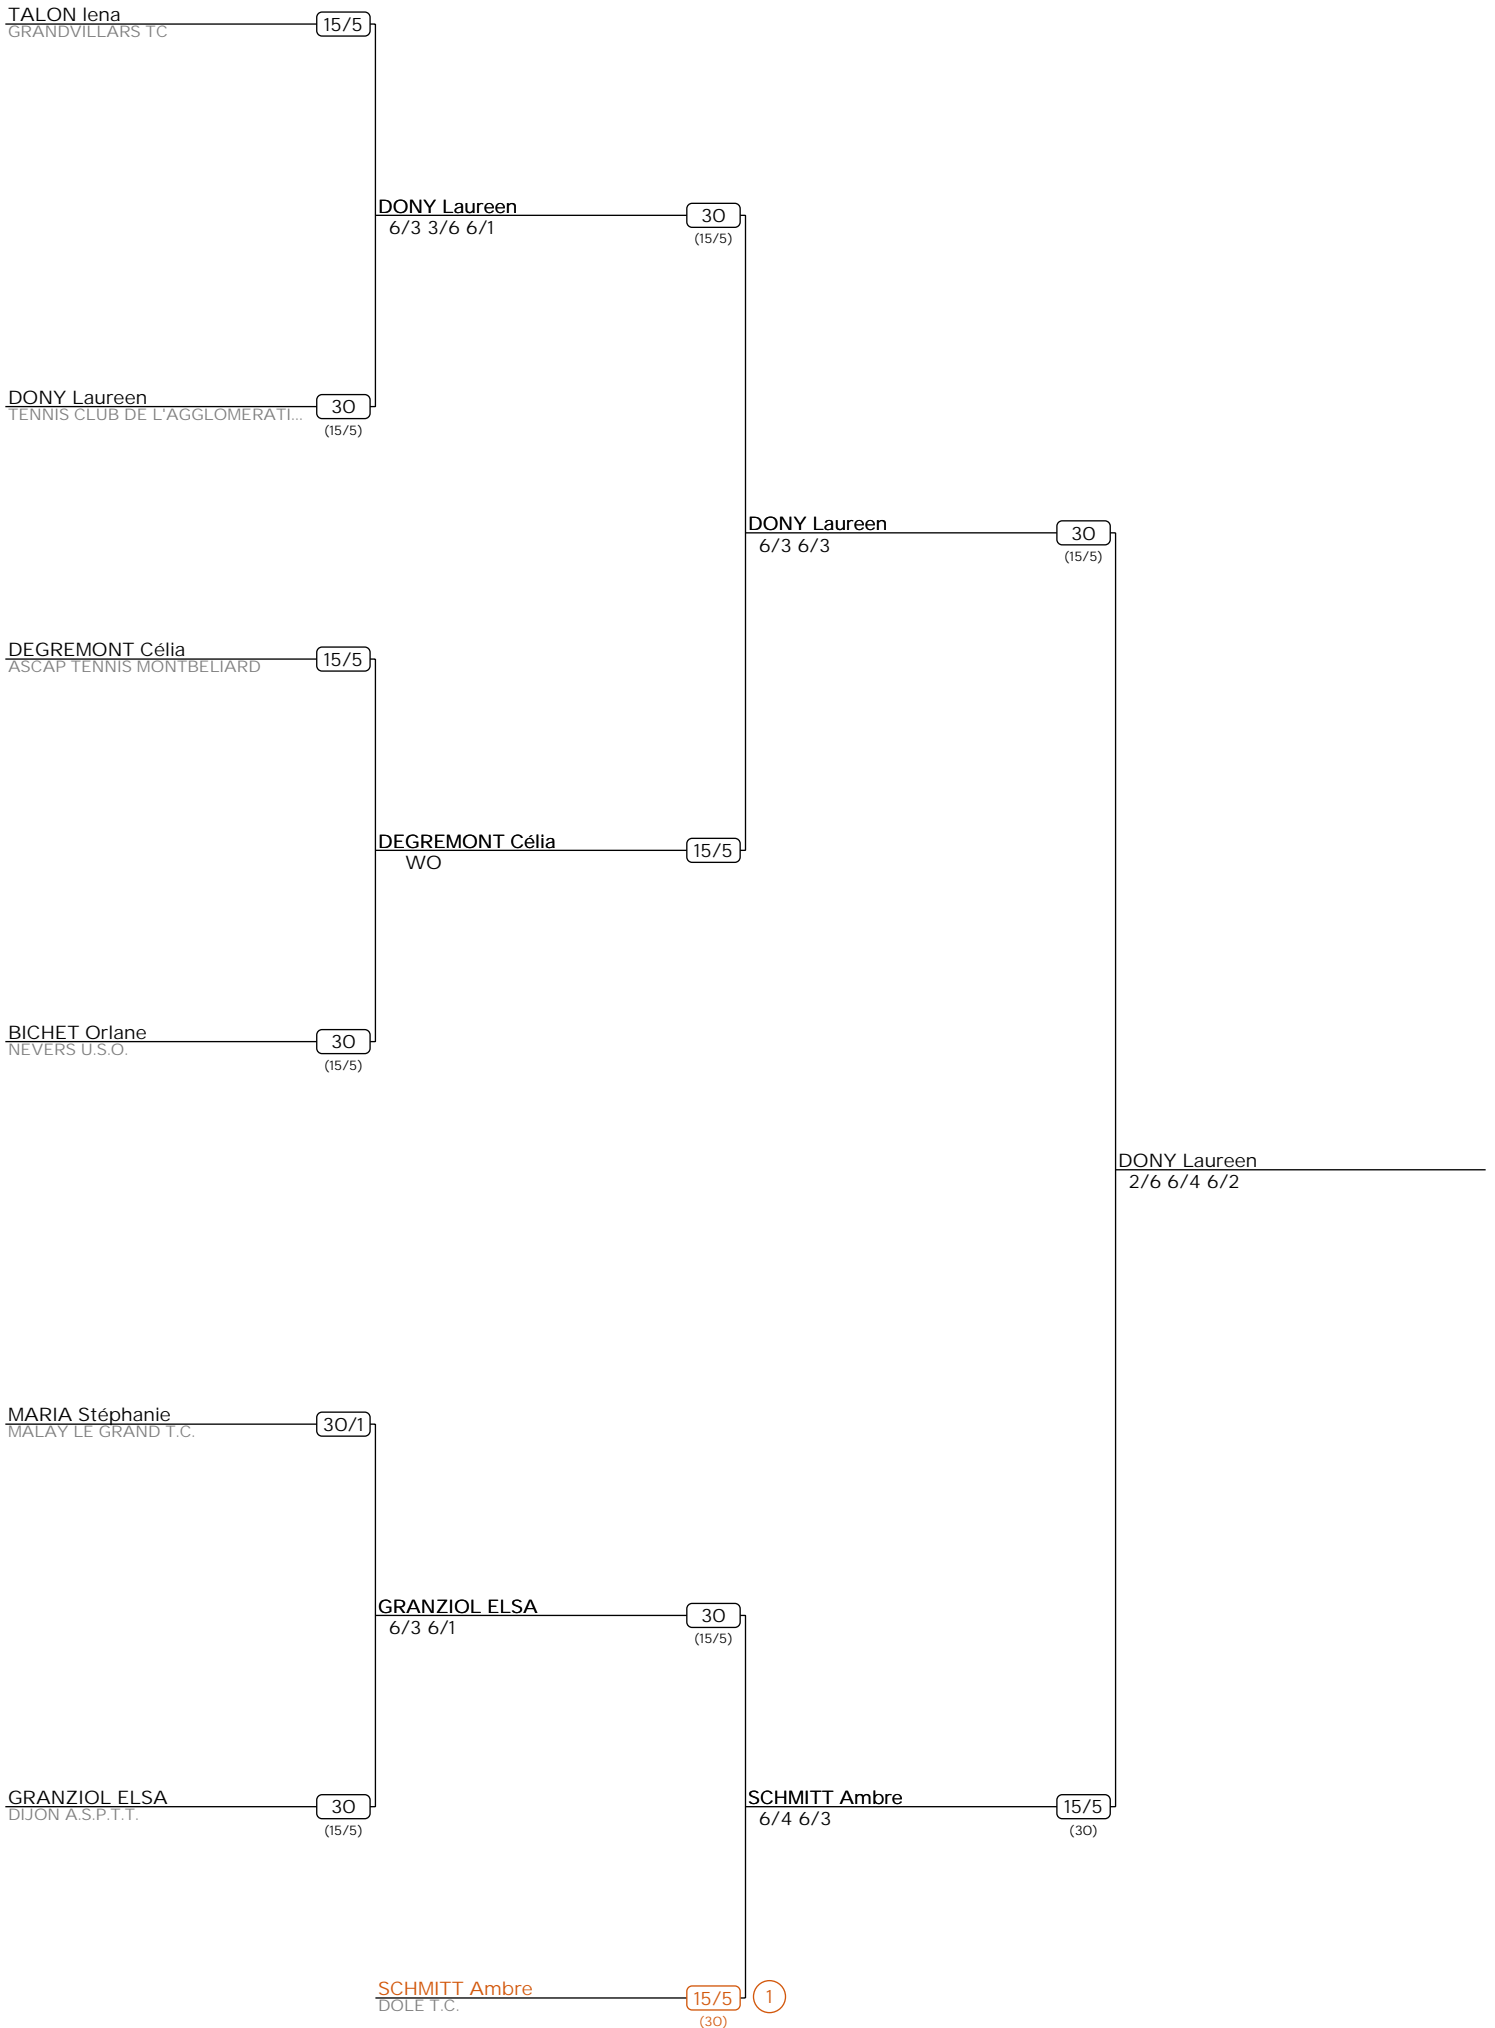 TALON Iena
GRANDVILLARS TC
15/5
DONY Laureen
6/3 3/6 6/1
30
(15/5)
DONY Laureen
TENNIS CLUB DE L'AGGLOMERATI...
30
(15/5)
DONY Laureen
6/3 6/3
30
(15/5)
DEGREMONT Célia
ASCAP TENNIS MONTBELIARD
15/5
DEGREMONT Célia
WO
15/5
BICHET Orlane
NEVERS U.S.O.
30
(15/5)
DONY Laureen
2/6 6/4 6/2
MARIA Stéphanie
MALAY LE GRAND T.C.
30/1
GRANZIOL ELSA
6/3 6/1
30
(15/5)
GRANZIOL ELSA
DIJON A.S.P.T.T.
30
(15/5)
SCHMITT Ambre
6/4 6/3
15/5
(30)
SCHMITT Ambre
DOLE T.C.
15/5
(30)
1